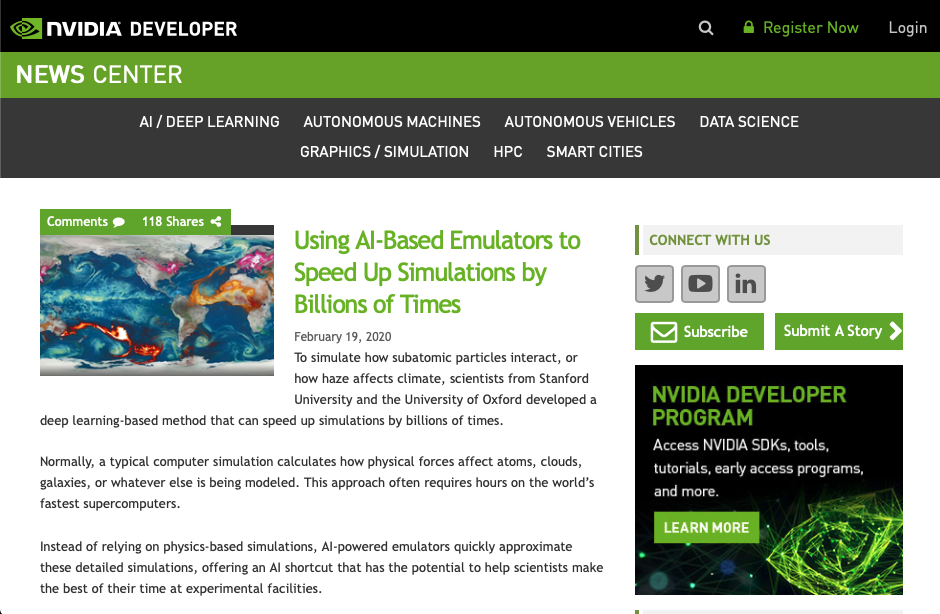 NVIDIA DEVELOPER
Register Now
Login
NEWS CENTER
AI / DEEP LEARNING AUTONOMOUS MACHINES AUTONOMOUS VEHICLES DATA SCIENCE
GRAPHICS / SIMULATION HPC SMART CITIES
Comments 118 Shares
Using AI-Based Emulators to
Speed Up Simulations by
Billions of Times
February 19, 2020
To simulate how subatomic particles interact, or
how haze affects climate, scientists from Stanford
University and the University of Oxford developed a
deep learning-based method that can speed up simulations by billions of times.
Normally, a typical computer simulation calculates how physical forces affect atoms, clouds,
galaxies, or whatever else is being modeled. This approach often requires hours on the world’s
fastest supercomputers.
Instead of relying on physics-based simulations, AI-powered emulators quickly approximate
these detailed simulations, offering an AI shortcut that has the potential to help scientists make
the best of their time at experimental facilities.
CONNECT WITH US
Subscribe
Submit A Story
NVIDIA DEVELOPER
PROGRAM
Access NVIDIA SDKs, tools,
tutorials, early access programs,
and more.
LEARN MORE